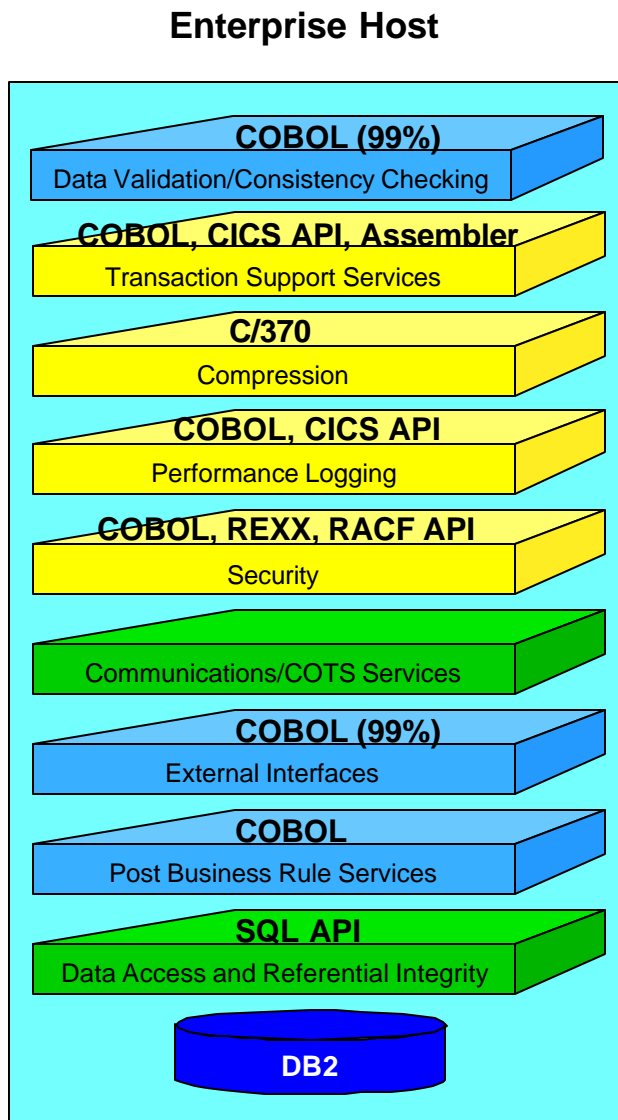 Enterprise Host
COBOL (99%)
Data Validation/Consistency Checking
COBOL, CICS API, Assembler
Transaction Support Services
C/370
Compression
COBOL, CICS API
Performance Logging
COBOL, REXX, RACF API
Security
Communications/COTS Services
COBOL (99%)
External Interfaces
COBOL
Post Business Rule Services
SQL API
Data Access and Referential Integrity
DB2